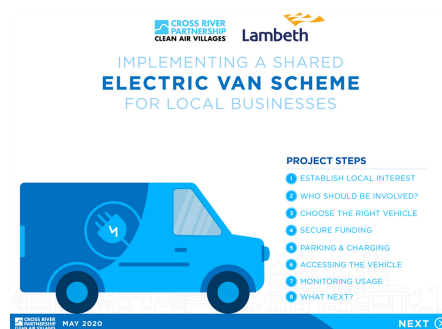 CROSS RIVER
PARTNERSHIP
CLEAN AIR VILLAGES
Lambeth
IMPLEMENTING A SHARED
ELECTRIC VAN SCHEME
FOR LOCAL BUSINESSES
PROJECT STEPS
1 ESTABLISH LOCAL INTEREST
2 WHO SHOULD BE INVOLVED?
3 CHOOSE THE RIGHT VEHICLE
4 SECURE FUNDING
5 PARKING & CHARGING
6 ACCESSING THE VEHICLE
7 MONITORING USAGE
8 WHAT NEXT?
CROSS RIVER
PARTNERSHIP
CLEAN AIR VILLAGES
MAY 2020
NEXT